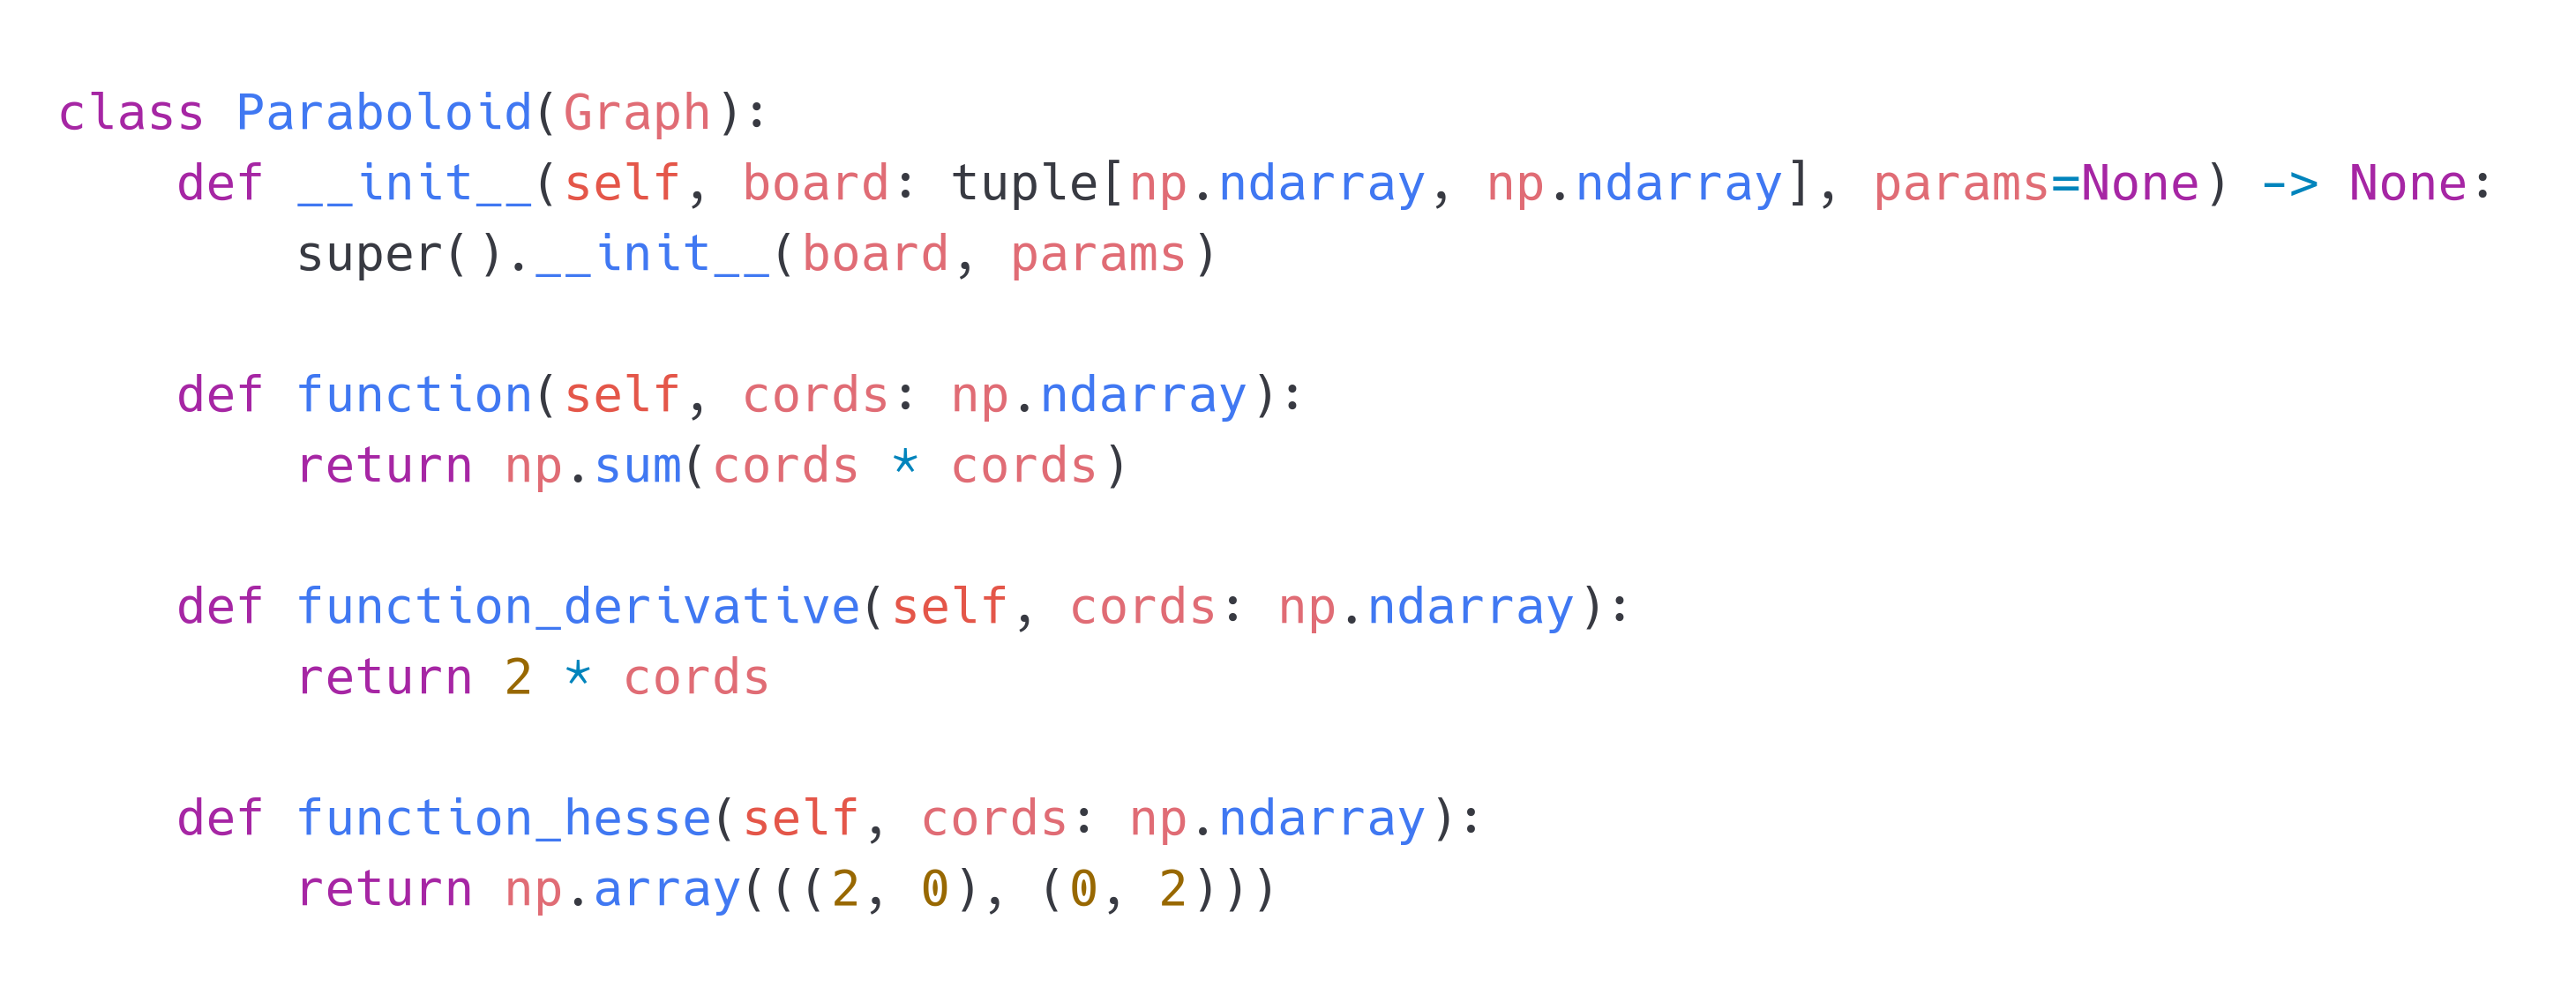 class Paraboloid(Graph):
    def __init__(self, board: tuple[np.ndarray, np.ndarray], params=None) -> None:
        super().__init__(board, params)

    def function(self, cords: np.ndarray):
        return np.sum(cords * cords)

    def function_derivative(self, cords: np.ndarray):
        return 2 * cords

    def function_hesse(self, cords: np.ndarray):
        return np.array(((2, 0), (0, 2)))